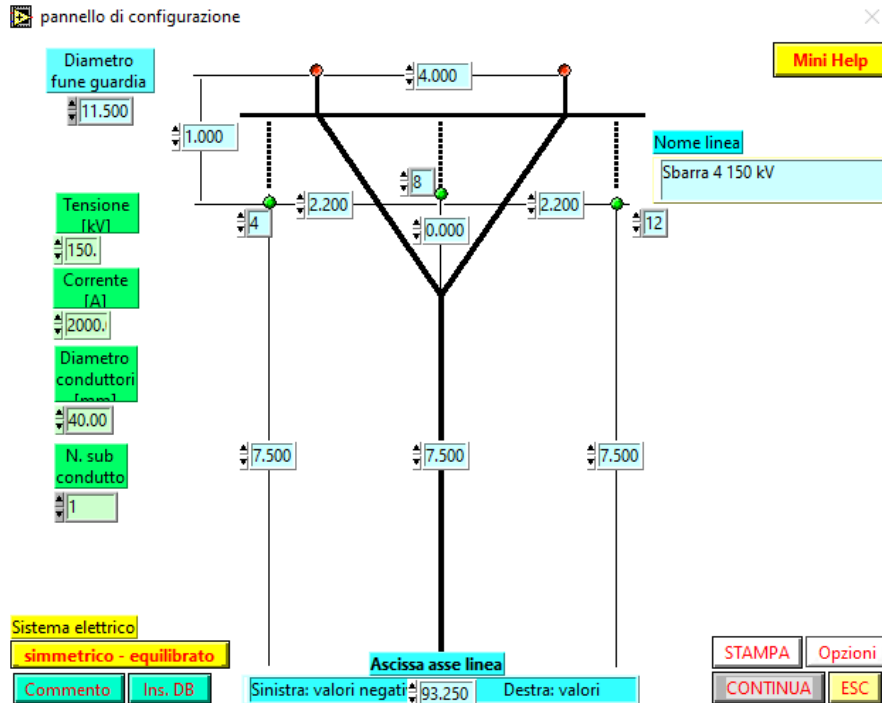 pannello di configurazione
Diametro
fune guardia
11.500
4.000
Mini Help
1.000
Nome linea
Sbarra 4 150 kV
8
Tensione
[kV]
150.
2.200
2.200
4
0.000
12
Corrente
[A]
2000.
Diametro
conduttori
[mm]
40.00
N. sub
condutto
1
7.500
7.500
7.500
Sistema elettrico
simmetrico - equilibrato
Ascissa asse linea
STAMPA
Opzioni
Commento
Ins. DB
Sinistra: valori negati
93.250
Destra: valori
CONTINUA
ESC